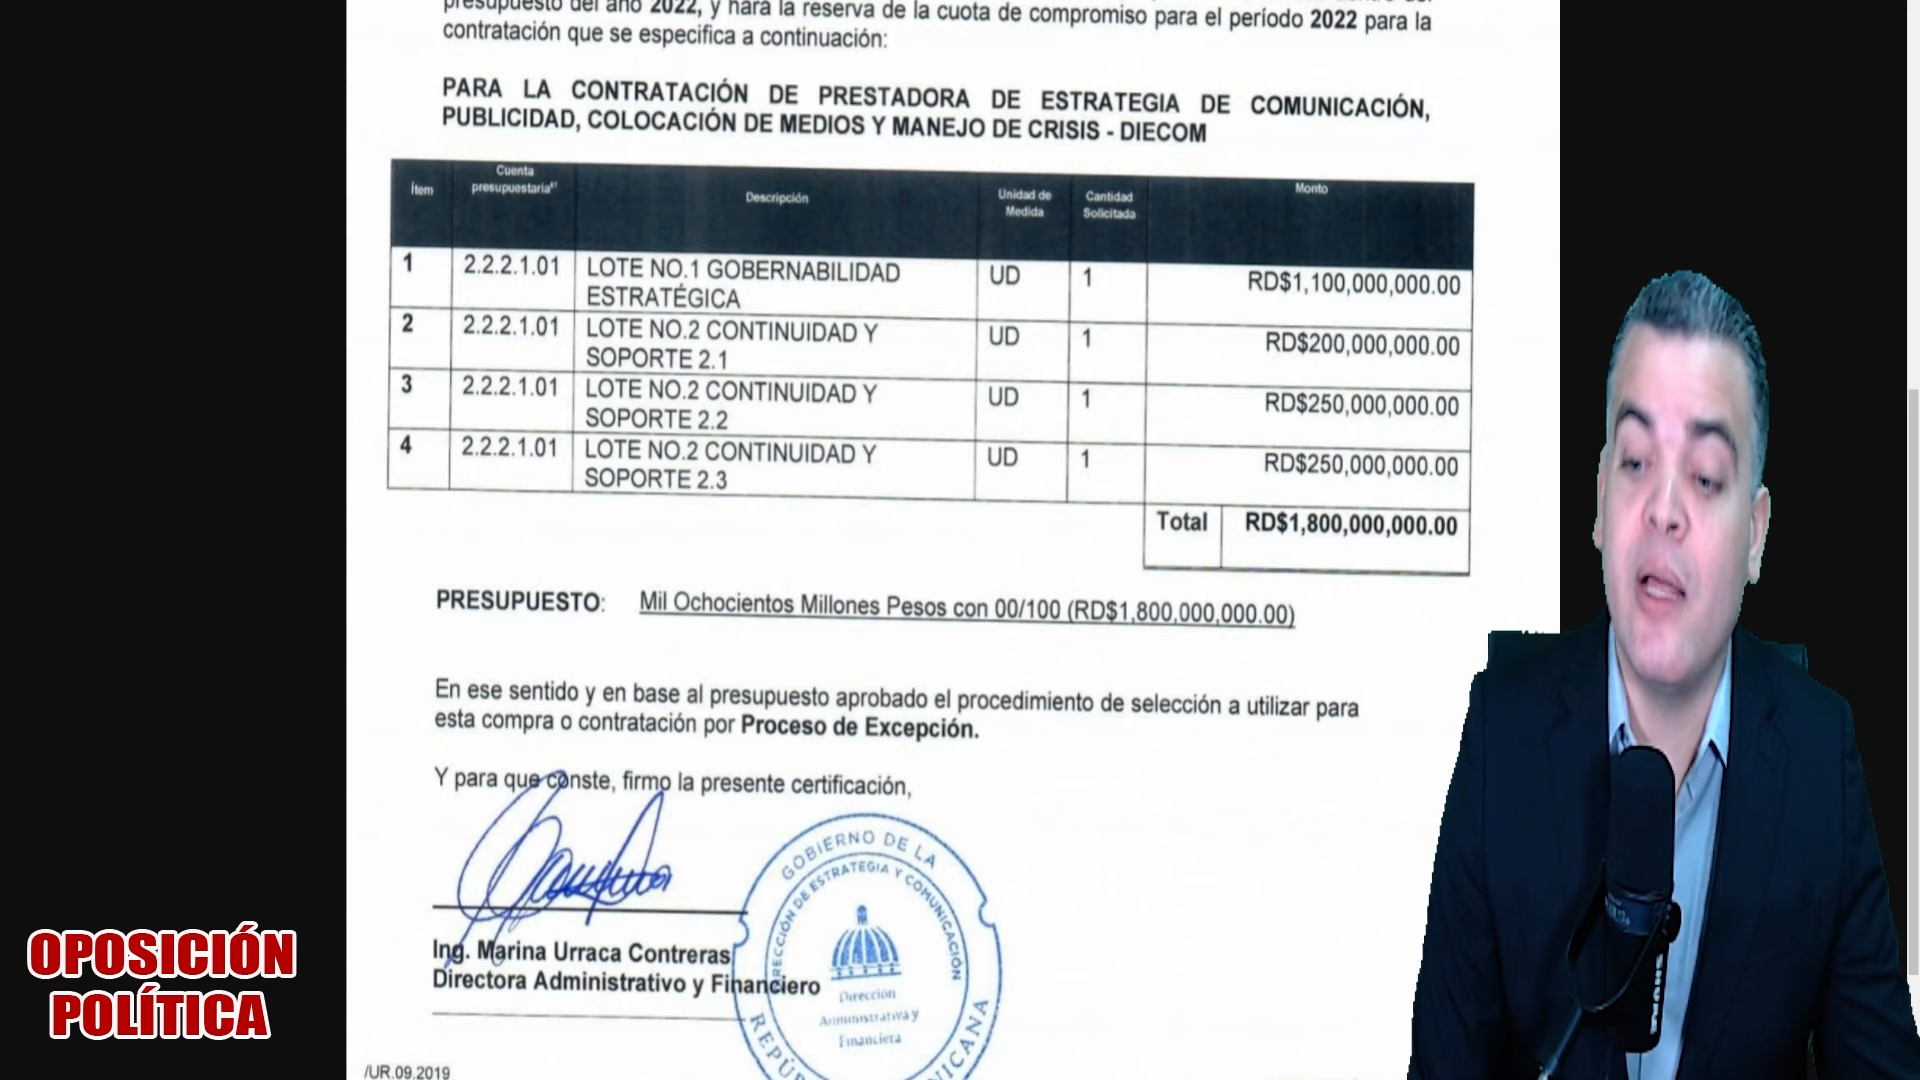 presupuesto del año 2022, y hará la reserva de la cuota de compromiso para el período 2022 para la
contratación que se especifica a continuación:
PARA LA CONTRATACIÓN DE PRESTADORA DE ESTRATEGIA DE COMUNICACIÓN,
PUBLICIDAD, COLOCACIÓN DE MEDIOS Y MANEJO DE CRISIS - DIECOM
Ítem Cuenta presupuestaria Descripción Unidad de Medida Cantidad Solicitada Monto
1 2.2.2.1.01 LOTE NO.1 GOBERNABILIDAD UD 1 RD$1,100,000,000.00
ESTRATÉGICA
2 2.2.2.1.01 LOTE NO.2 CONTINUIDAD Y UD 1 RD$200,000,000.00
SOPORTE 2.1
3 2.2.2.1.01 LOTE NO.2 CONTINUIDAD Y UD 1 RD$250,000,000.00
SOPORTE 2.2
4 2.2.2.1.01 LOTE NO.2 CONTINUIDAD Y UD 1 RD$250,000,000.00
SOPORTE 2.3
Total RD$1,800,000,000.00
PRESUPUESTO: Mil Ochocientos Millones Pesos con 00/100 (RD$1,800,000,000.00)
En ese sentido y en base al presupuesto aprobado el procedimiento de selección a utilizar para
esta compra o contratación por Proceso de Excepción.
Y para que conste, firmo la presente certificación,
GOBIERNO DE LA
DIRECCIÓN DE ESTRATEGIA Y COMUNICACIÓN
Ing. Marina Urraca Contreras
Directora Administrativo y Financiero
Dirección
Administrativa y
Financiera
/UR.09.2019
OPOSICIÓN
POLÍTICA